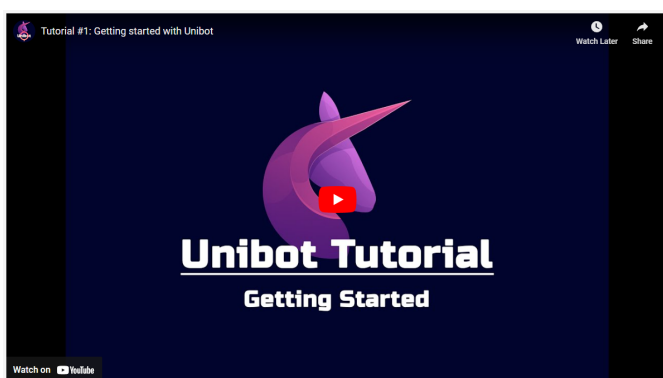 Tutorial #1: Getting started with Unibot
Watch Later
Share
Unibot Tutorial
Getting Started
Watch on YouTube